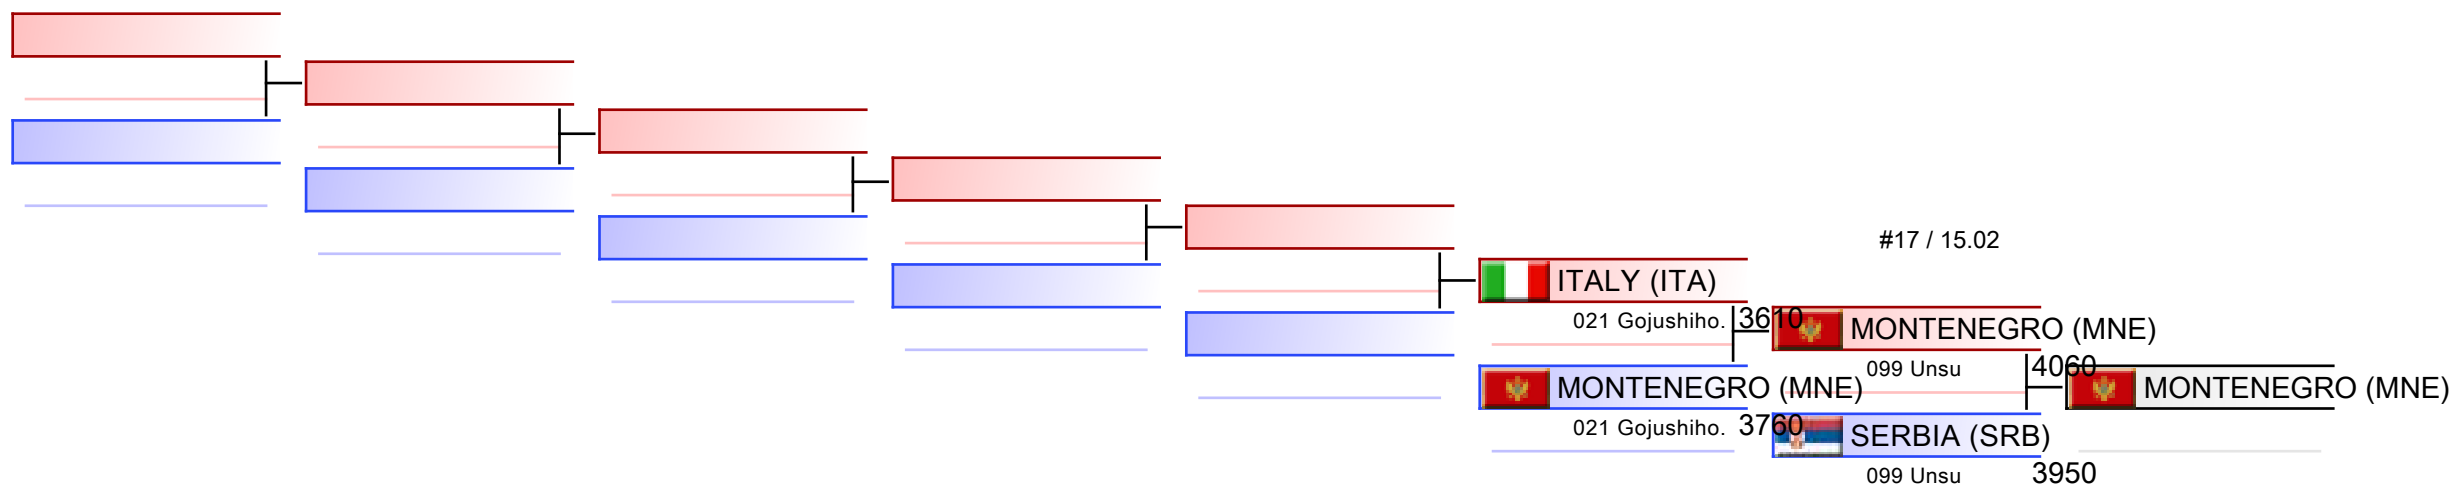 #17 / 15.02
ITALY (ITA)
021 Gojushiho. 3610
MONTENEGRO (MNE)
099 Unsu 4060
MONTENEGRO (MNE)
021 Gojushiho. 3760
MONTENEGRO (MNE)
SERBIA (SRB)
099 Unsu 3950